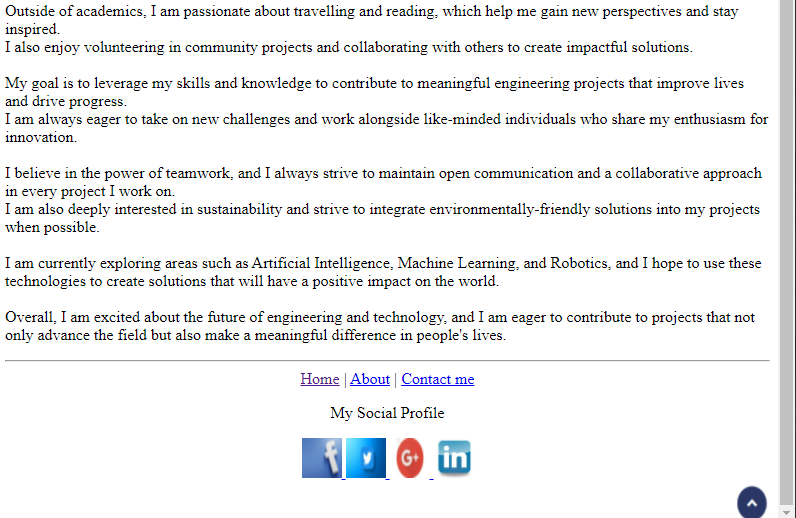 Outside of academics, I am passionate about travelling and reading, which help me gain new perspectives and stay
inspired.
I also enjoy volunteering in community projects and collaborating with others to create impactful solutions.
My goal is to leverage my skills and knowledge to contribute to meaningful engineering projects that improve lives
and drive progress.
I am always eager to take on new challenges and work alongside like-minded individuals who share my enthusiasm for
innovation.
I believe in the power of teamwork, and I always strive to maintain open communication and a collaborative approach
in every project I work on.
I am also deeply interested in sustainability and strive to integrate environmentally-friendly solutions into my projects
when possible.
I am currently exploring areas such as Artificial Intelligence, Machine Learning, and Robotics, and I hope to use these
technologies to create solutions that will have a positive impact on the world.
Overall, I am excited about the future of engineering and technology, and I am eager to contribute to projects that not
only advance the field but also make a meaningful difference in people's lives.
Home | About | Contact me
My Social Profile
f G+ in